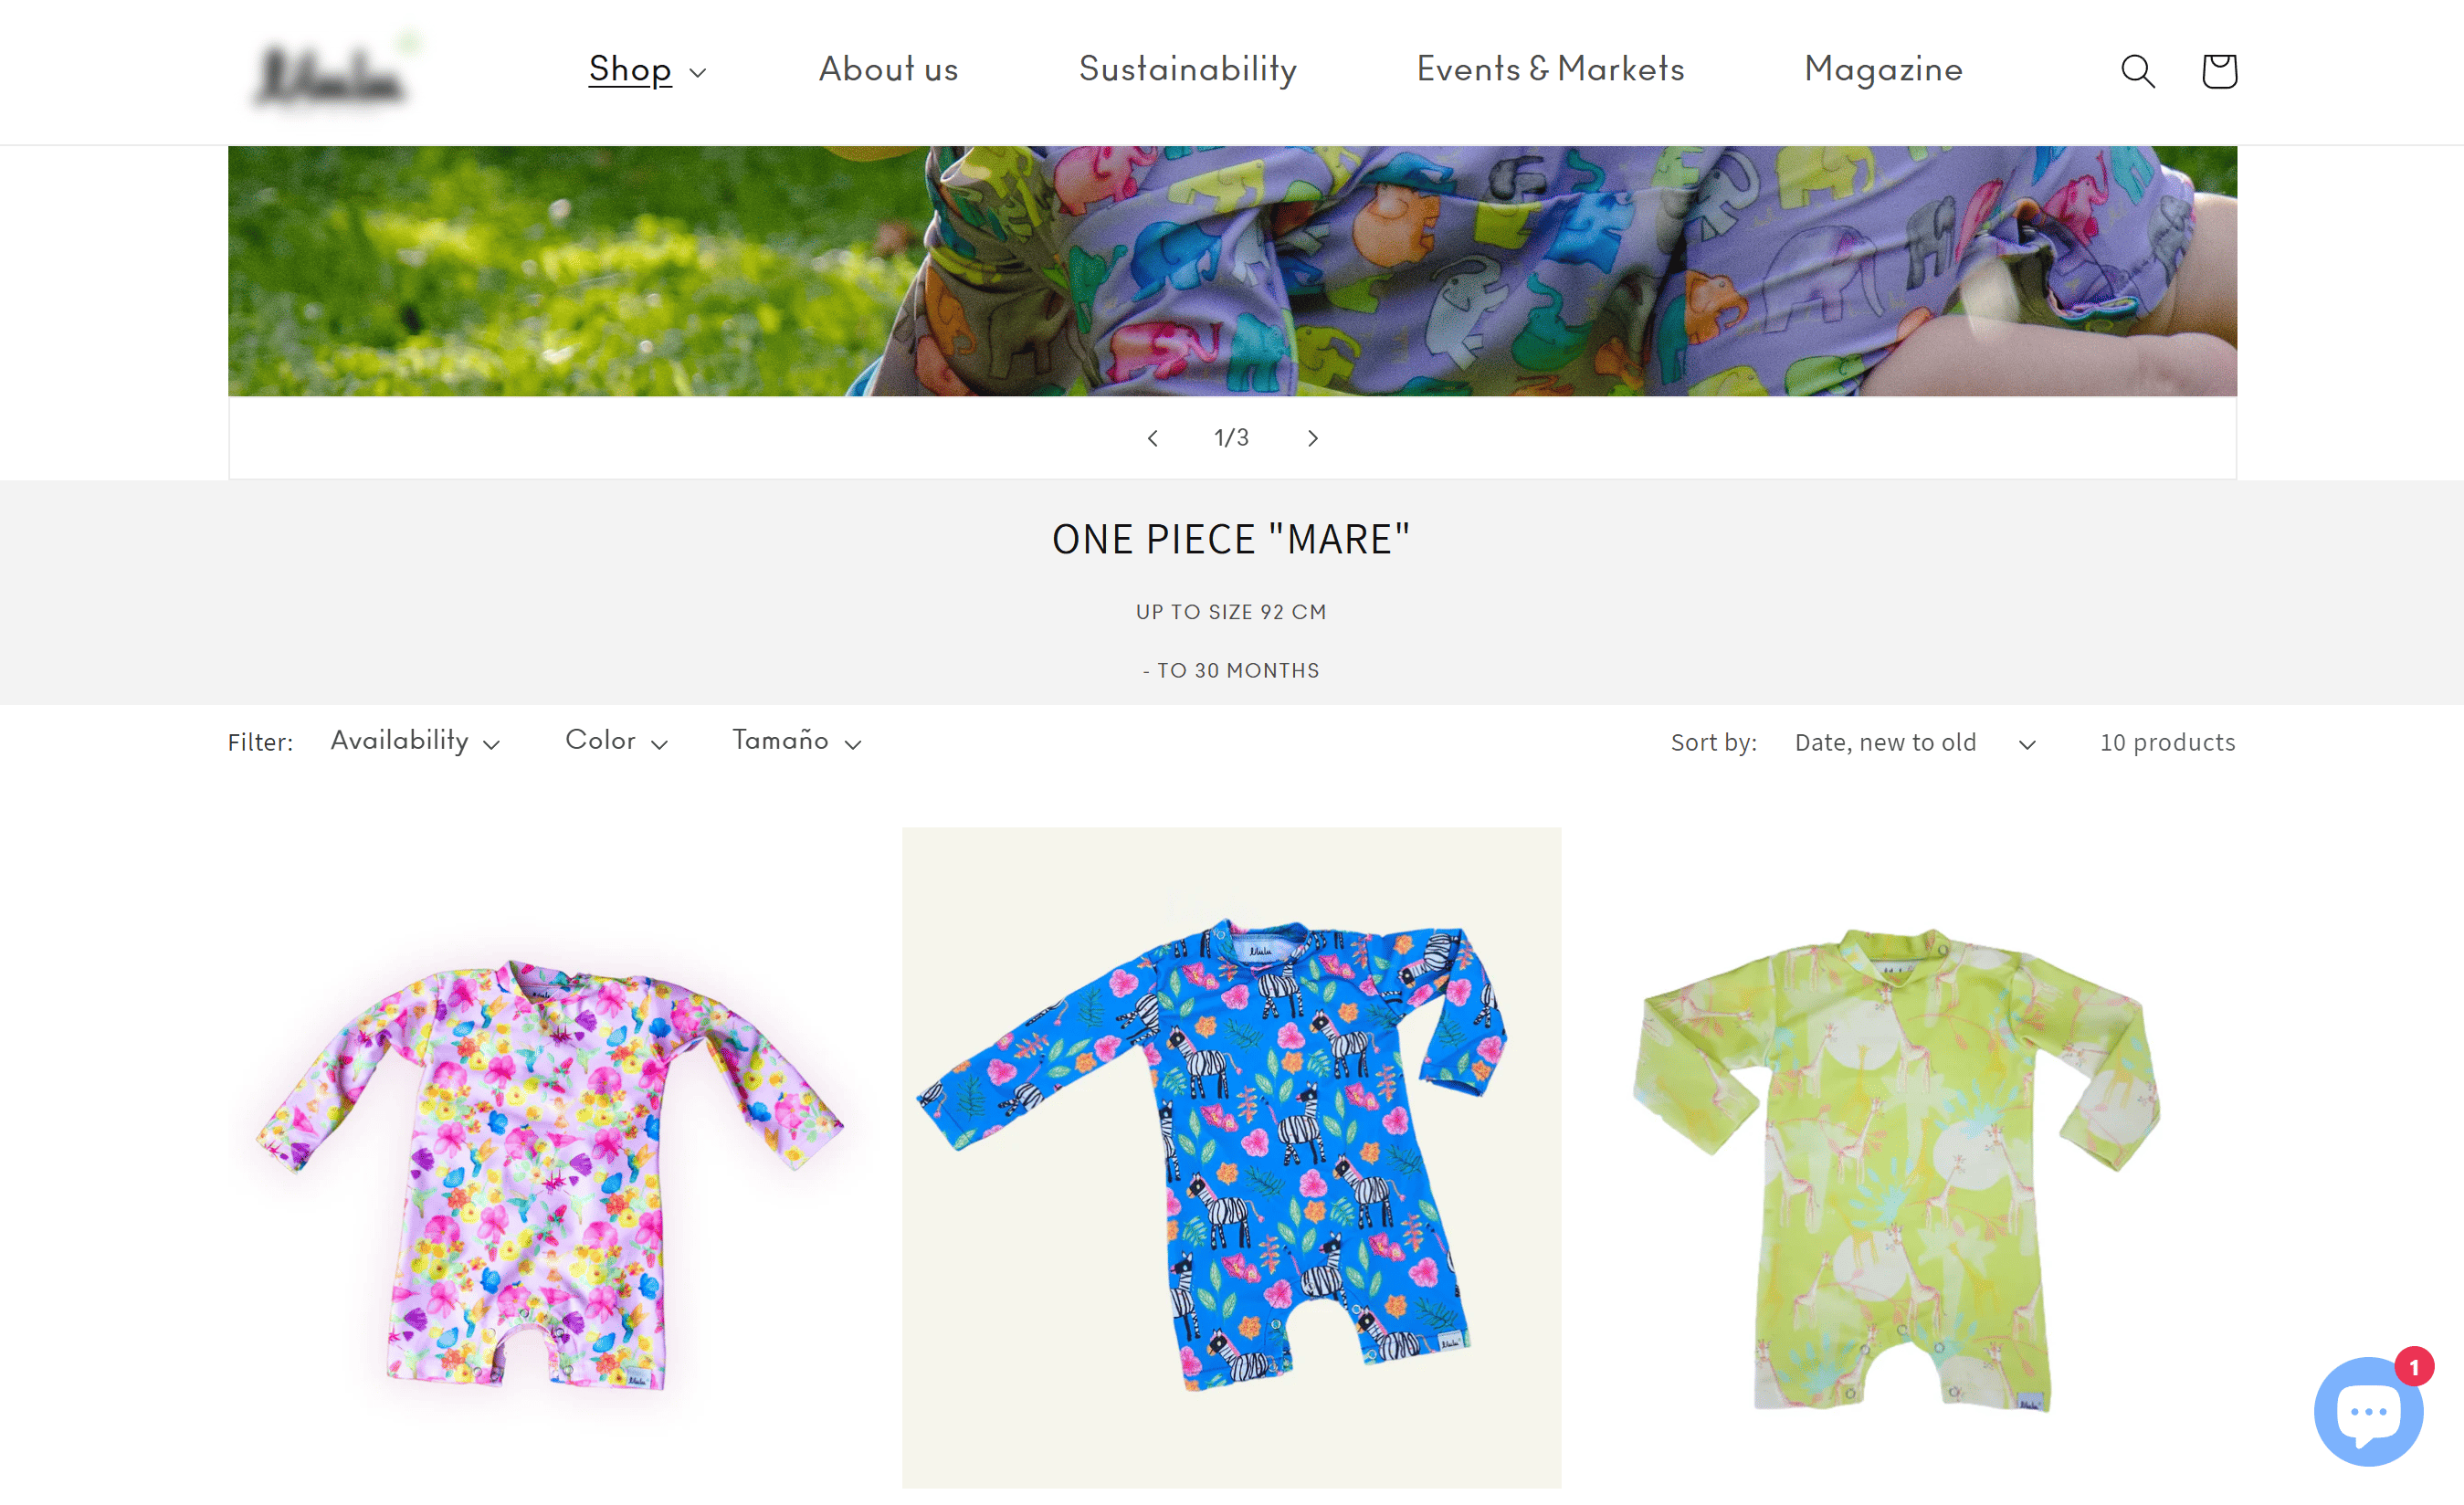 Shop
About us
Sustainability
Events & Markets
Magazine
1/3
ONE PIECE "MARE"
UP TO SIZE 92 CM
- TO 30 MONTHS
Filter:
Availability
Color
Tamaño
Sort by:
Date, new to old
10 products
1